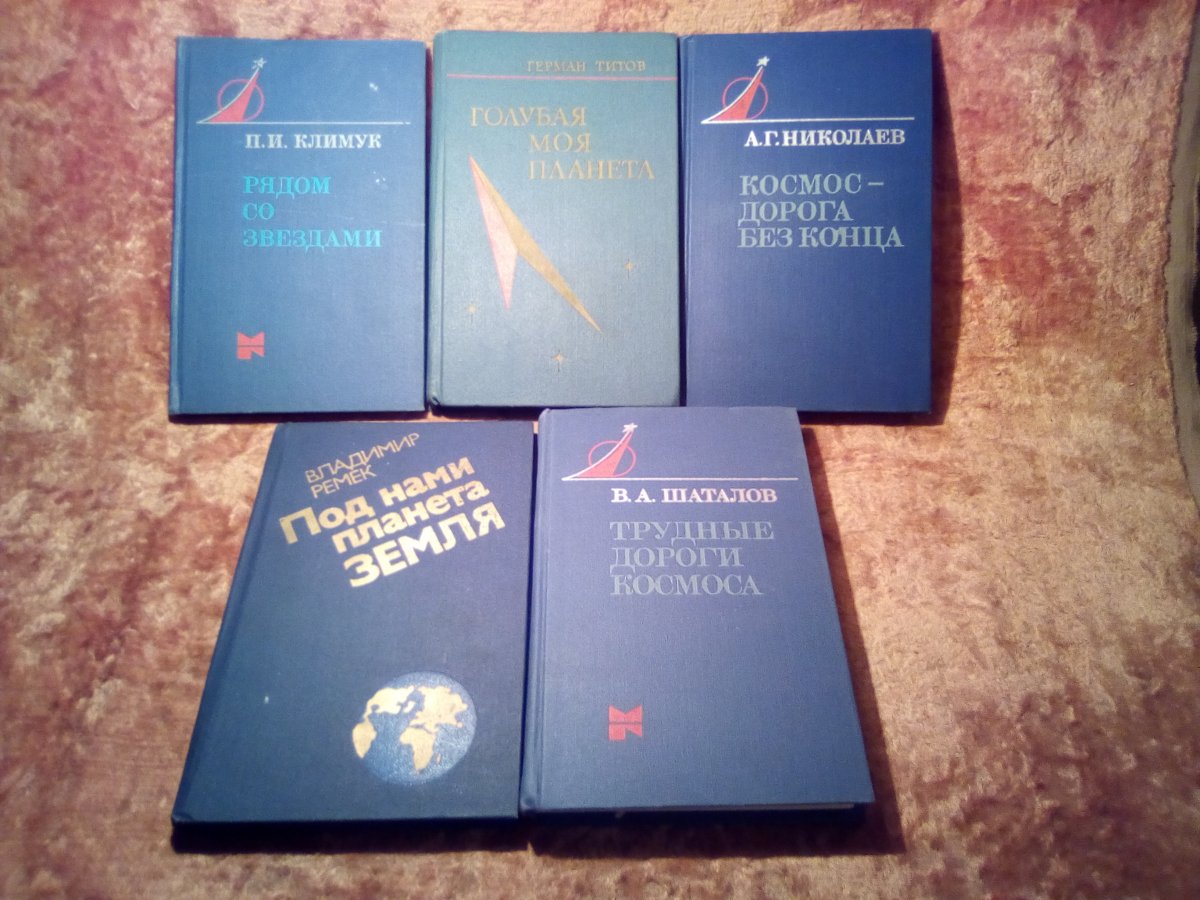 П.И. КЛИМУК
РЯДОМ
СО
ЗВЕЗДАМИ
ГЕРМАН ТИТОВ
ГОЛУБАЯ
МОЯ
ПЛАНЕТА
А.Г. НИКОЛАЕВ
КОСМОС –
ДОРОГА
БЕЗ КОНЦА
ВЛАДИМИР
РЕМЕК
Под нами
планета
ЗЕМЛЯ
В.А. ШАТАЛОВ
ТРУДНЫЕ
ДОРОГИ
КОСМОСА